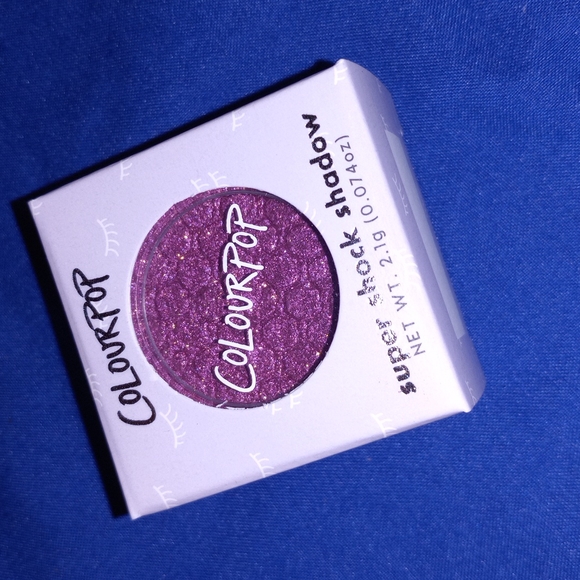 COLOURPOP
COLOURPOP
super shock shadow
NET WT. 2.1g (0.074oz)